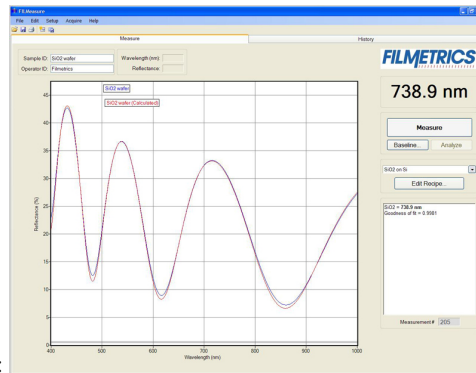 FILMeasure
File Edit Setup Acquire Help
Measure History
Sample ID: SiO2 wafer Wavelength (nm):
Operator ID: Filmetrics Reflectance:
FILMETRICS
738.9 nm
Measure
Baseline... Analyze
SiO2 on Si
Edit Recipe...
SiO2 = 738.9 nm
Goodness of fit = 0.9981
Measurement # 205
SiO2 wafer
SiO2 wafer (Calculated)
Reflectance (%)
45
40
35
30
25
20
15
10
5
0
400 500 600 700 800 900 1000
Wavelength (nm)